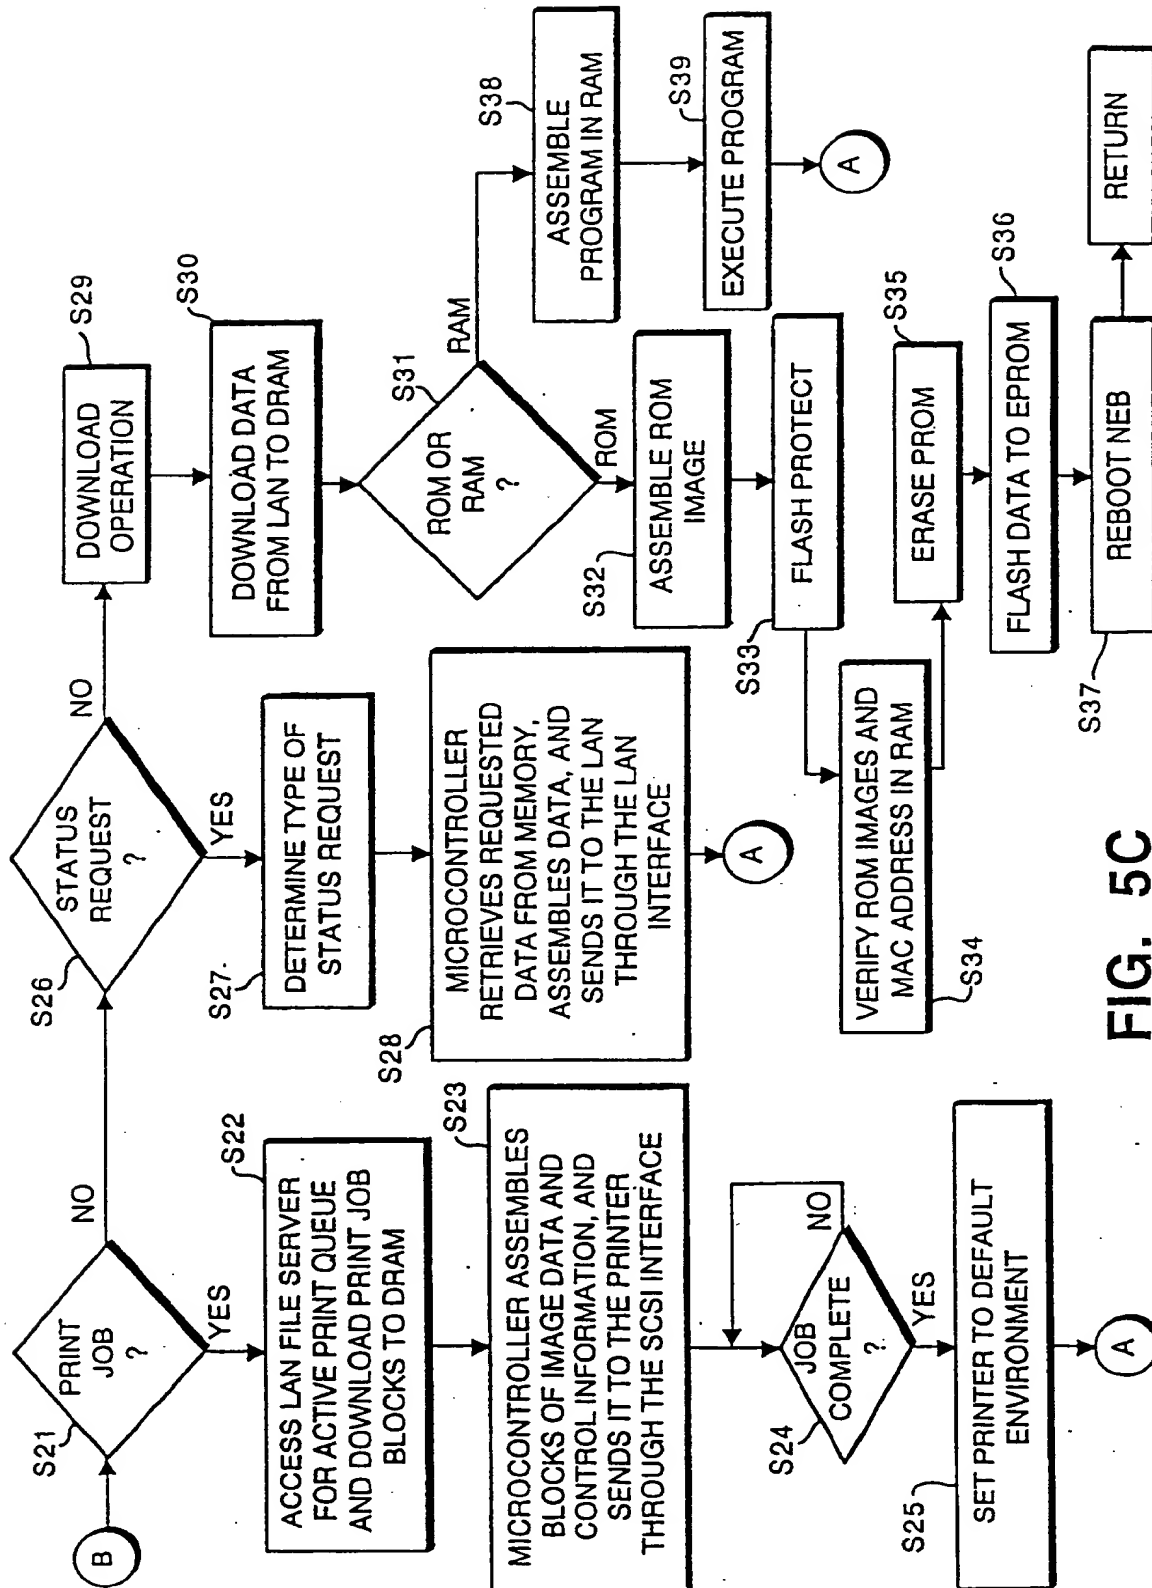 B
S21
PRINT
JOB
?
NO
YES
S22
ACCESS LAN FILE SERVER
FOR ACTIVE PRINT QUEUE
AND DOWNLOAD PRINT JOB
BLOCKS TO DRAM
S23
MICROCONTROLLER ASSEMBLES
BLOCKS OF IMAGE DATA AND
CONTROL INFORMATION, AND
SENDS IT TO THE PRINTER
THROUGH THE SCSI INTERFACE
S24
JOB
COMPLETE
?
NO
YES
S25
SET PRINTER TO DEFAULT
ENVIRONMENT
A
S26
STATUS
REQUEST
?
NO
YES
S27
DETERMINE TYPE OF
STATUS REQUEST
S28
MICROCONTROLLER
RETRIEVES REQUESTED
DATA FROM MEMORY,
ASSEMBLES DATA, AND
SENDS IT TO THE LAN
THROUGH THE LAN
INTERFACE
A
S29
DOWNLOAD
OPERATION
S30
DOWNLOAD DATA
FROM LAN TO DRAM
S31
ROM OR
RAM
?
RAM
ROM
S32
ASSEMBLE ROM
IMAGE
S33
FLASH PROTECT
S34
VERIFY ROM IMAGES AND
MAC ADDRESS IN RAM
S35
ERASE PROM
S36
FLASH DATA TO EPROM
S37
REBOOT NEB
RETURN
S38
ASSEMBLE
PROGRAM IN RAM
S39
EXECUTE PROGRAM
A
FIG. 5C